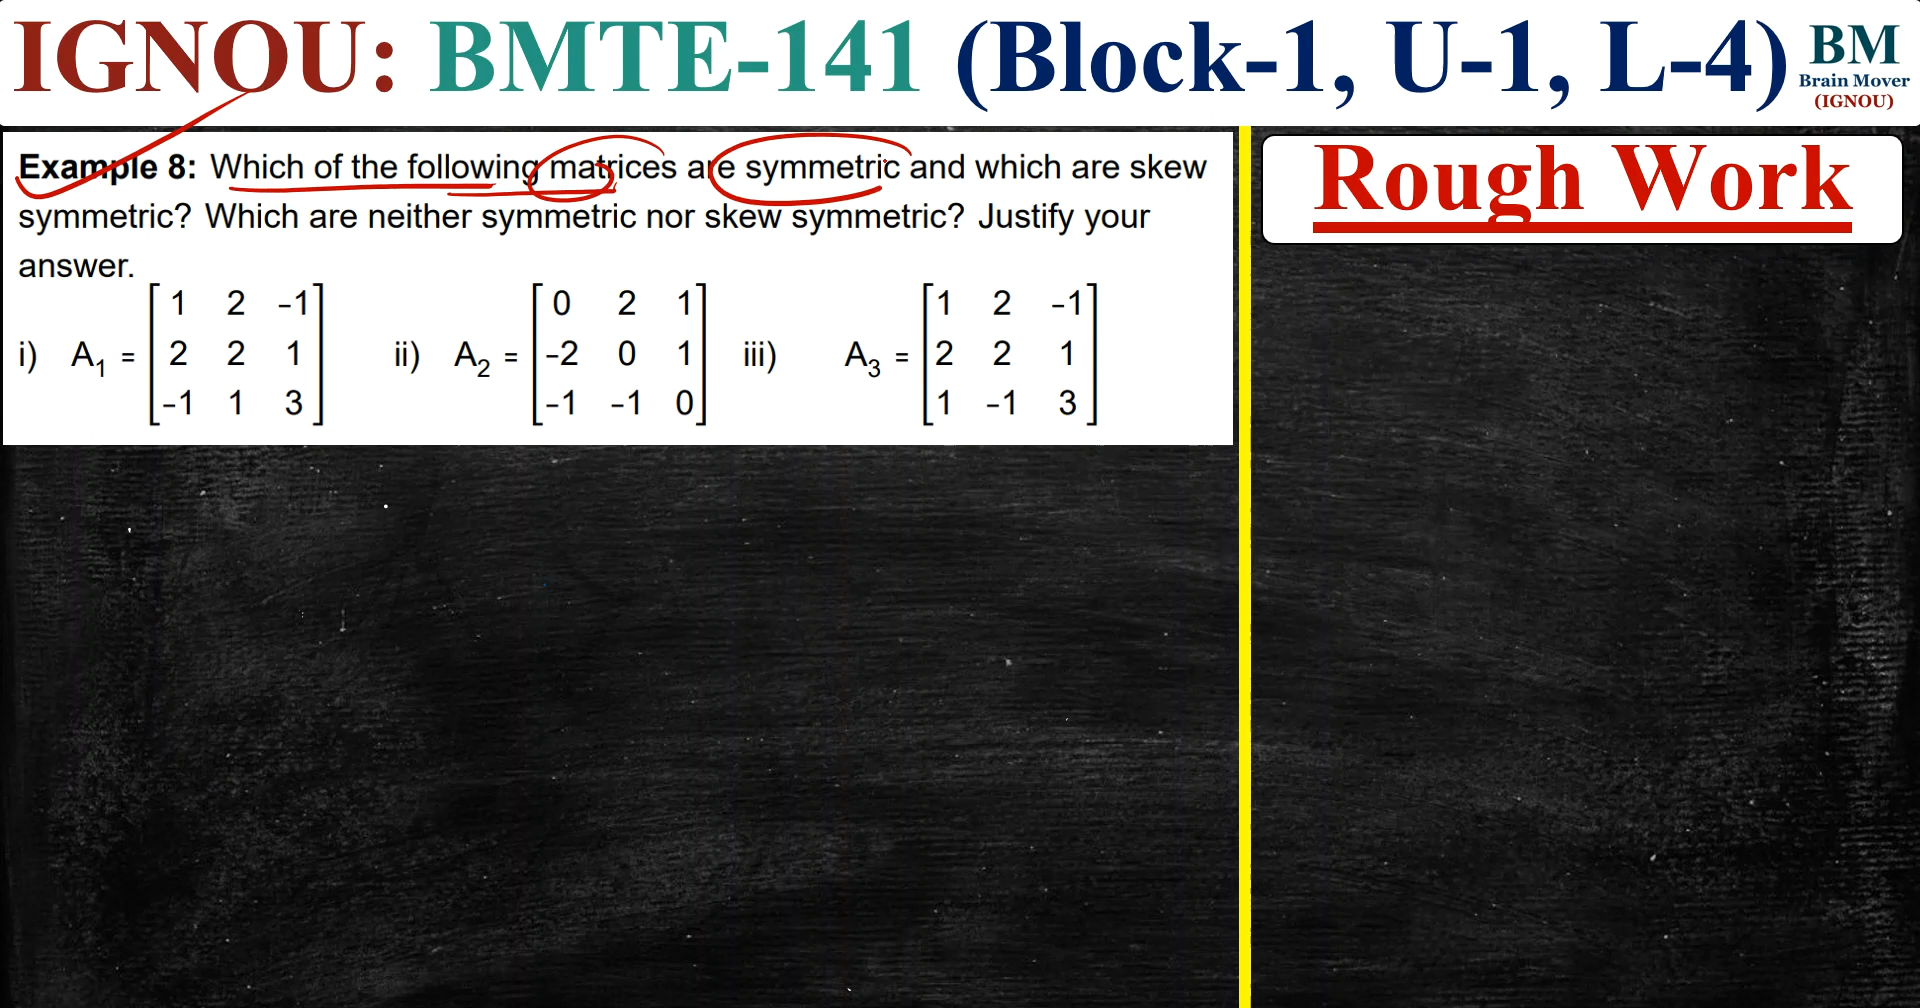 IGNOU: BMTE-141 (Block-1, U-1, L-4)
BM
Brain Mover
(IGNOU)
Example 8: Which of the following matrices are symmetric and which are skew
symmetric? Which are neither symmetric nor skew symmetric? Justify your
answer.
i) A₁ = [1 2 −1; 2 2 1; −1 1 3] ii) A₂ = [0 2 1; −2 0 1; −1 −1 0] iii) A₃ = [1 2 −1; 2 2 1; 1 −1 3]
Rough Work